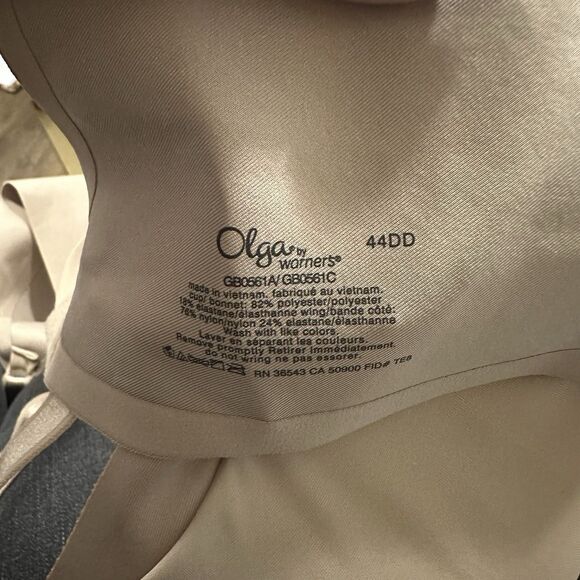 Olga® by warners® 44DD
GB0561A/GB0561C
made in vietnam. fabriqué au vietnam.
cup/ bonnet: 82% polyester/polyester
18% elastane/élasthanne wing/bande côté:
76% nylon/nylon 24% elastane/élasthanne
Wash with like colors.
Laver en séparant les couleurs.
Remove promptly Retirer immédiatement.
do not wring ne pas essorer.
RN 36543 CA 50900 FID# TE8